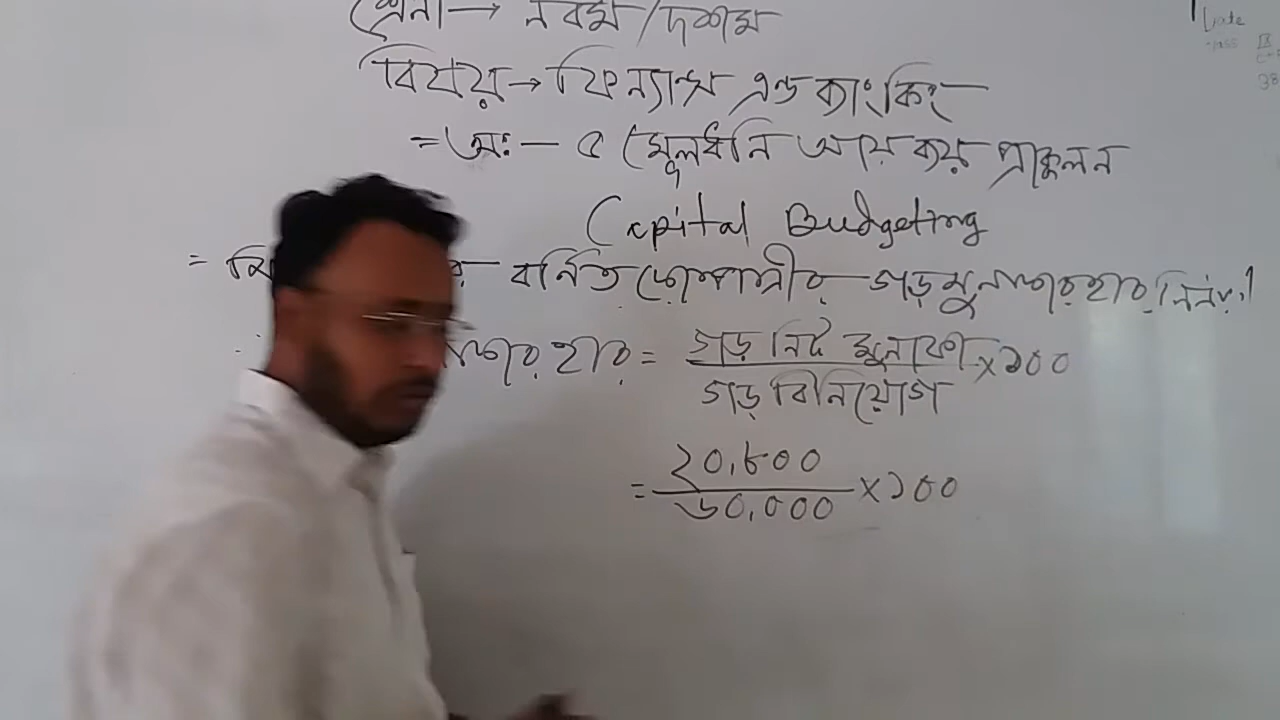 শ্রেনী → নবম/দশম
বিষয় → ফিন্যান্স এন্ড ব্যাংকিং
= অঃ – ৫ মূলধনি আয় ব্যয় প্রাক্কলন
Capital Budgeting
= বর্নিত কোম্পানীর গড় মুনাফার হার নির্নয়।
হার = গড় নিট মুনাফা / গড় বিনিয়োগ × ১০০
= ২০,৮০০ / ৬০,০০০ × ১০০